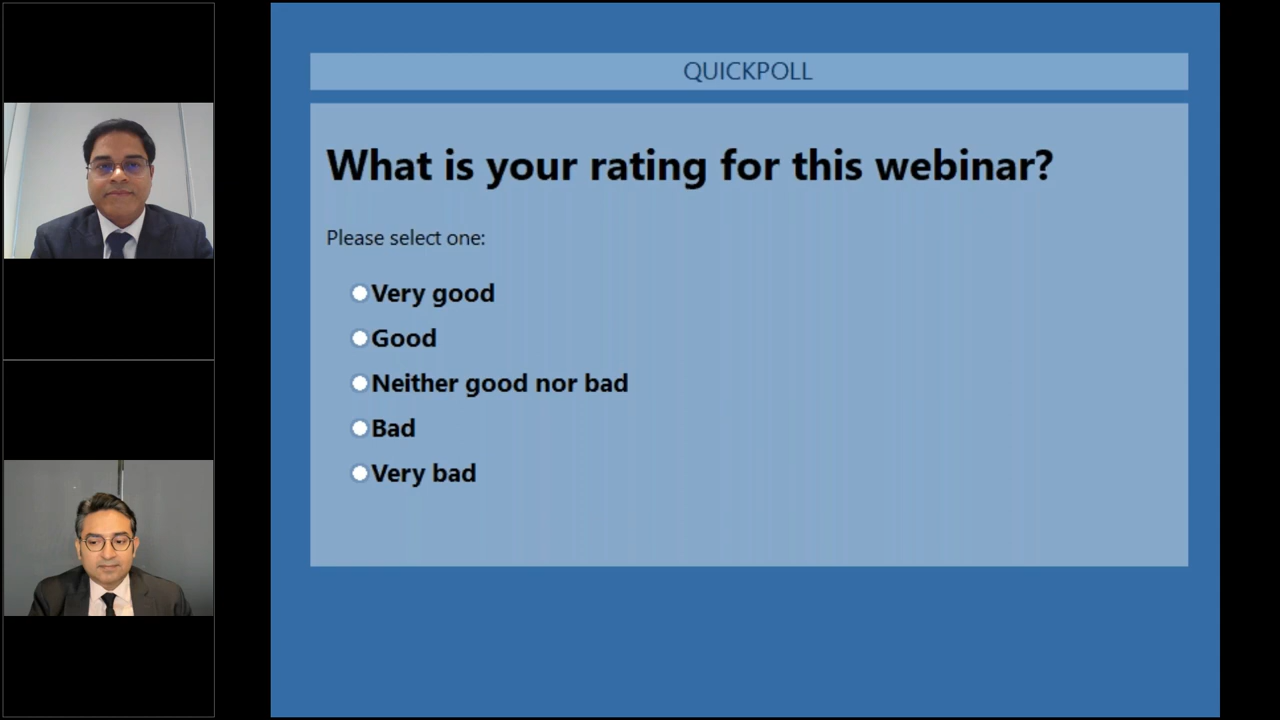 QUICKPOLL
What is your rating for this webinar?
Please select one:
Very good
Good
Neither good nor bad
Bad
Very bad